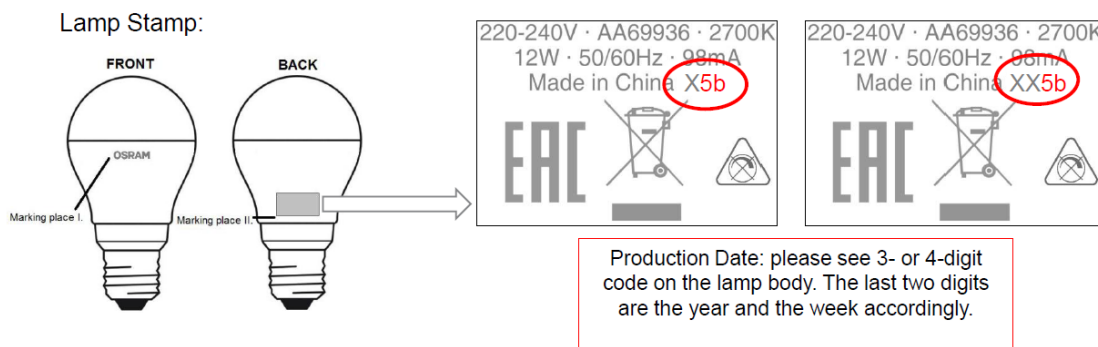 Lamp Stamp:
FRONT
BACK
OSRAM
Marking place I.
Marking place II.
220-240V · AA69936 · 2700K
12W · 50/60Hz · 98mA
Made in China X5b
EAC
220-240V · AA69936 · 2700K
12W · 50/60Hz · 98mA
Made in China XX5b
EAC
Production Date: please see 3- or 4-digit
code on the lamp body. The last two digits
are the year and the week accordingly.